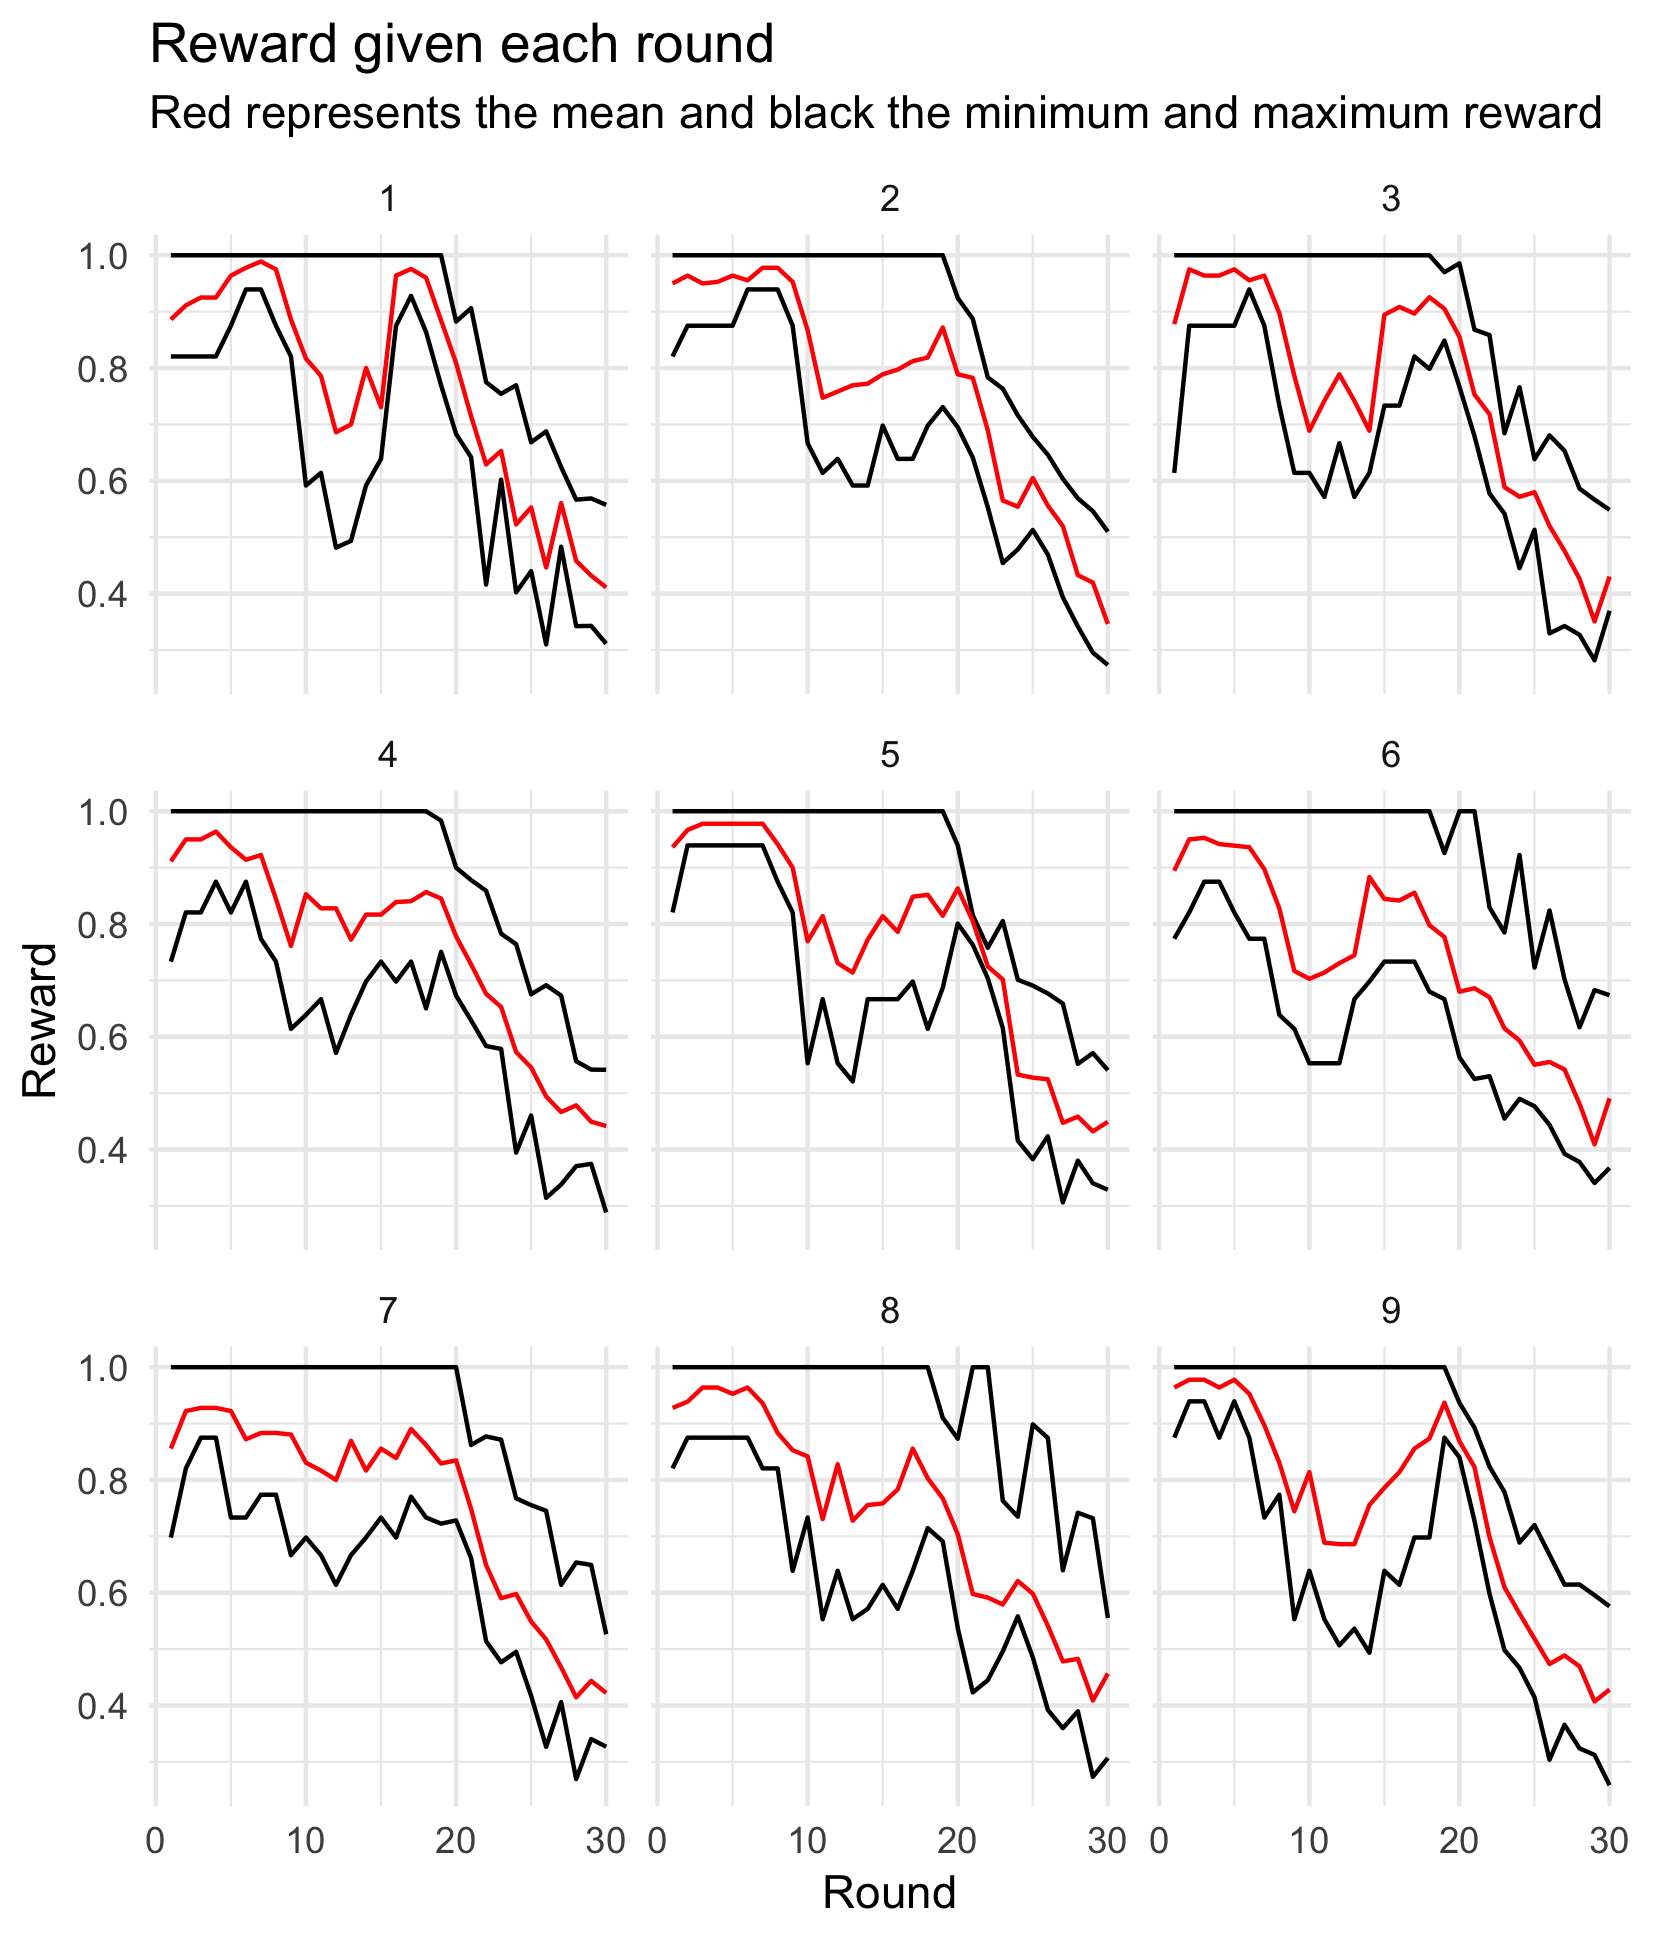 Reward given each round
Red represents the mean and black the minimum and maximum reward
1 2 3
1.0
0.8
0.6
0.4
4 5 6
1.0
0.8
0.6
0.4
Reward
7 8 9
1.0
0.8
0.6
0.4
0 10 20 30 0 10 20 30 0 10 20 30
Round